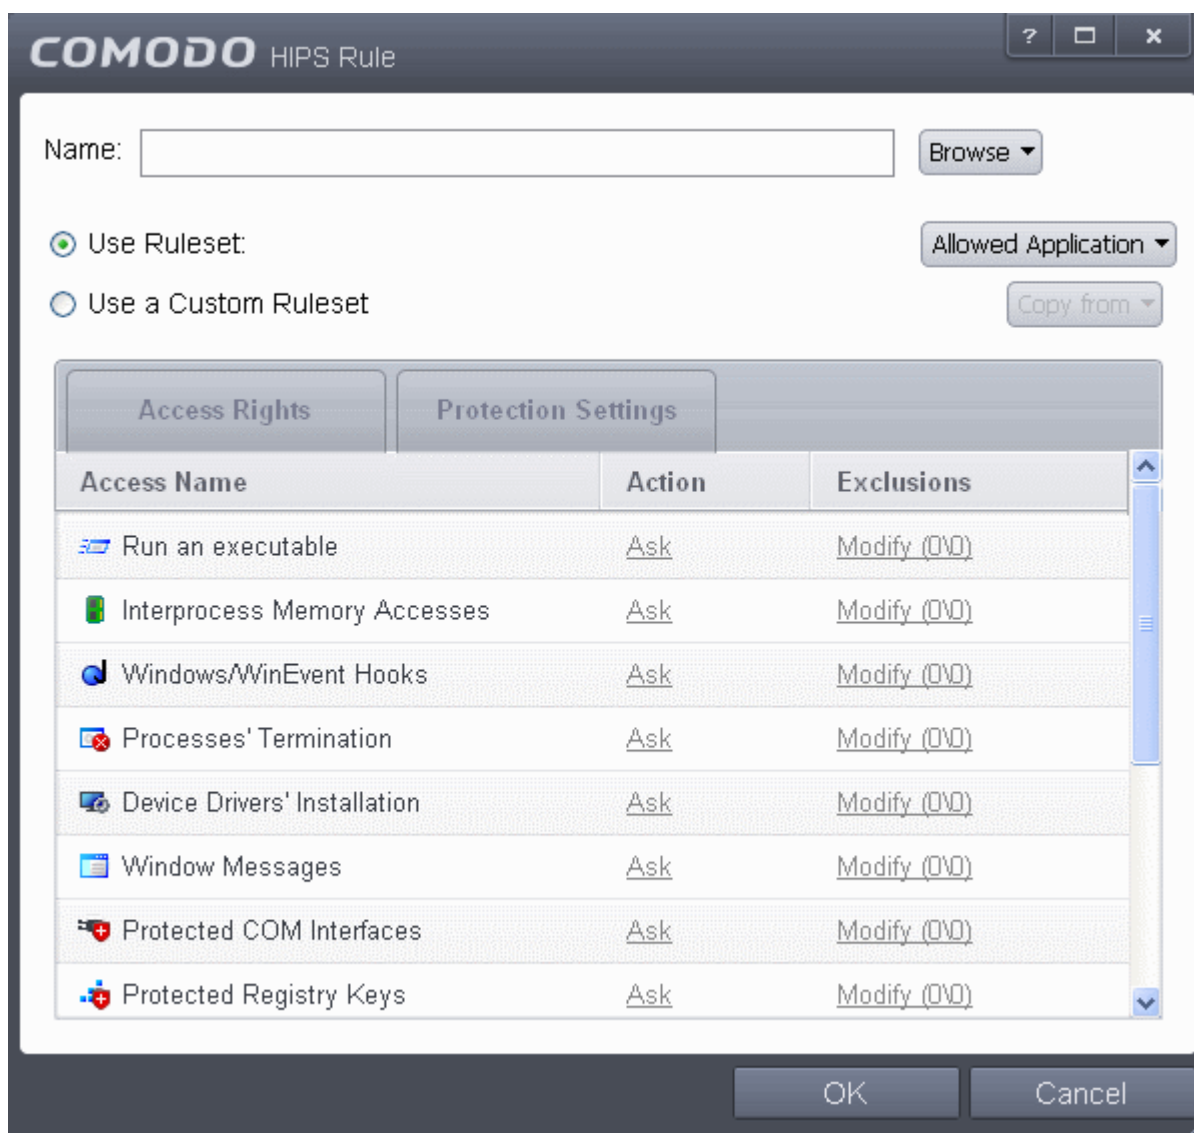 COMODO HIPS Rule
?
x
Name:
Browse
Use Ruleset:
Allowed Application
Use a Custom Ruleset
Copy from
Access Rights Protection Settings
Access Name Action Exclusions
Run an executable Ask Modify (0\0)
Interprocess Memory Accesses Ask Modify (0\0)
Windows/WinEvent Hooks Ask Modify (0\0)
Processes' Termination Ask Modify (0\0)
Device Drivers' Installation Ask Modify (0\0)
Window Messages Ask Modify (0\0)
Protected COM Interfaces Ask Modify (0\0)
Protected Registry Keys Ask Modify (0\0)
OK Cancel